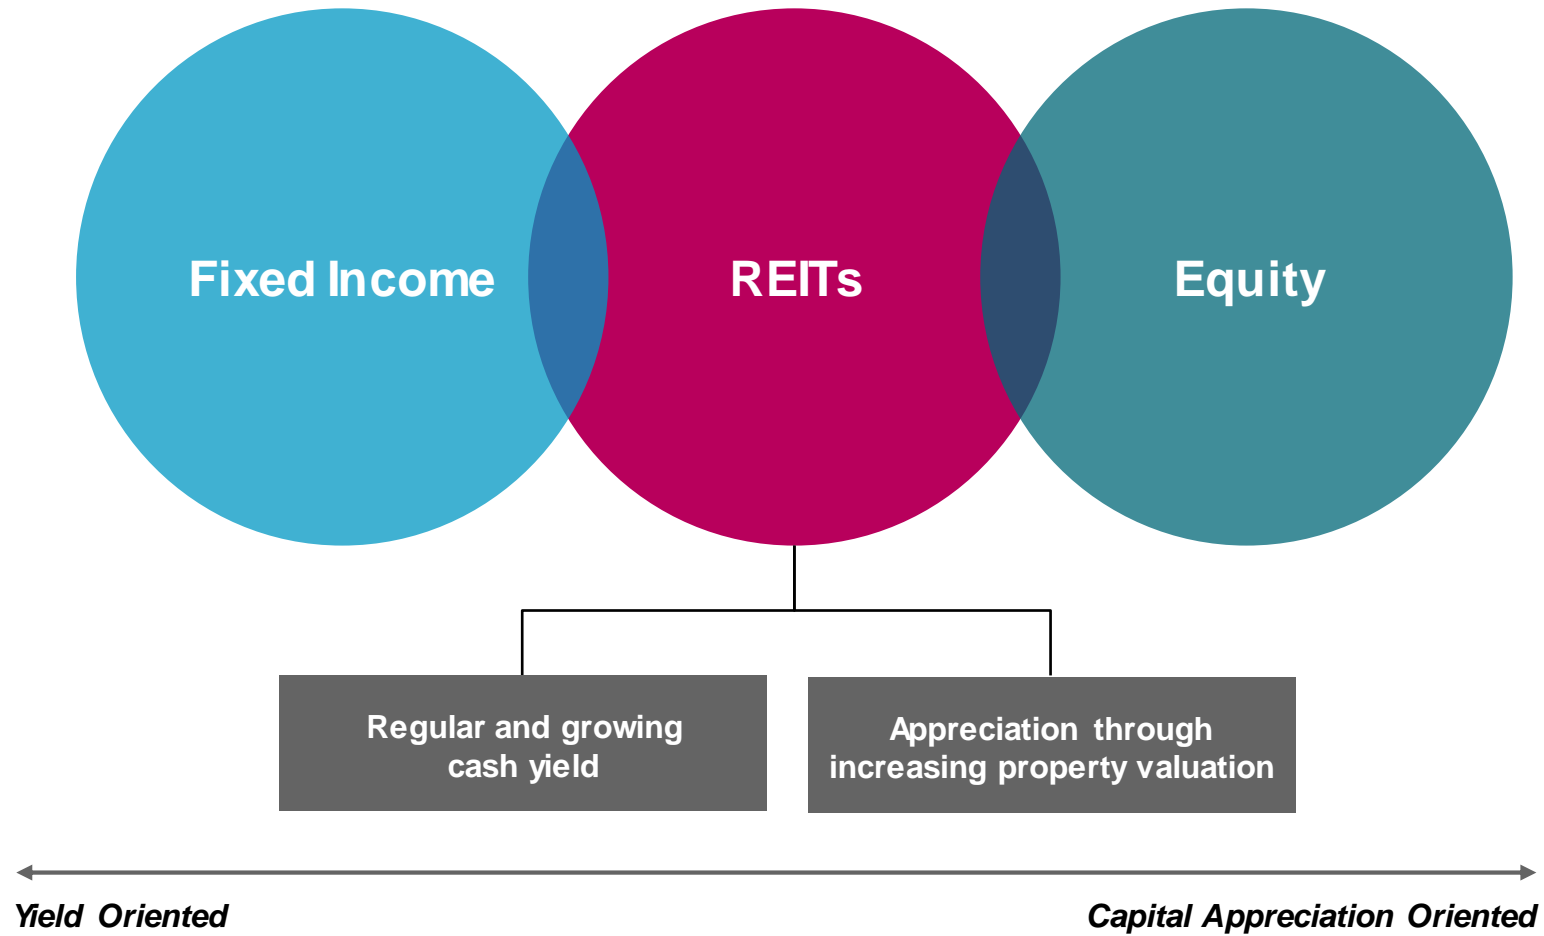 Fixed Income
REITs
Equity
Regular and growing
cash yield
Appreciation through
increasing property valuation
Yield Oriented
Capital Appreciation Oriented